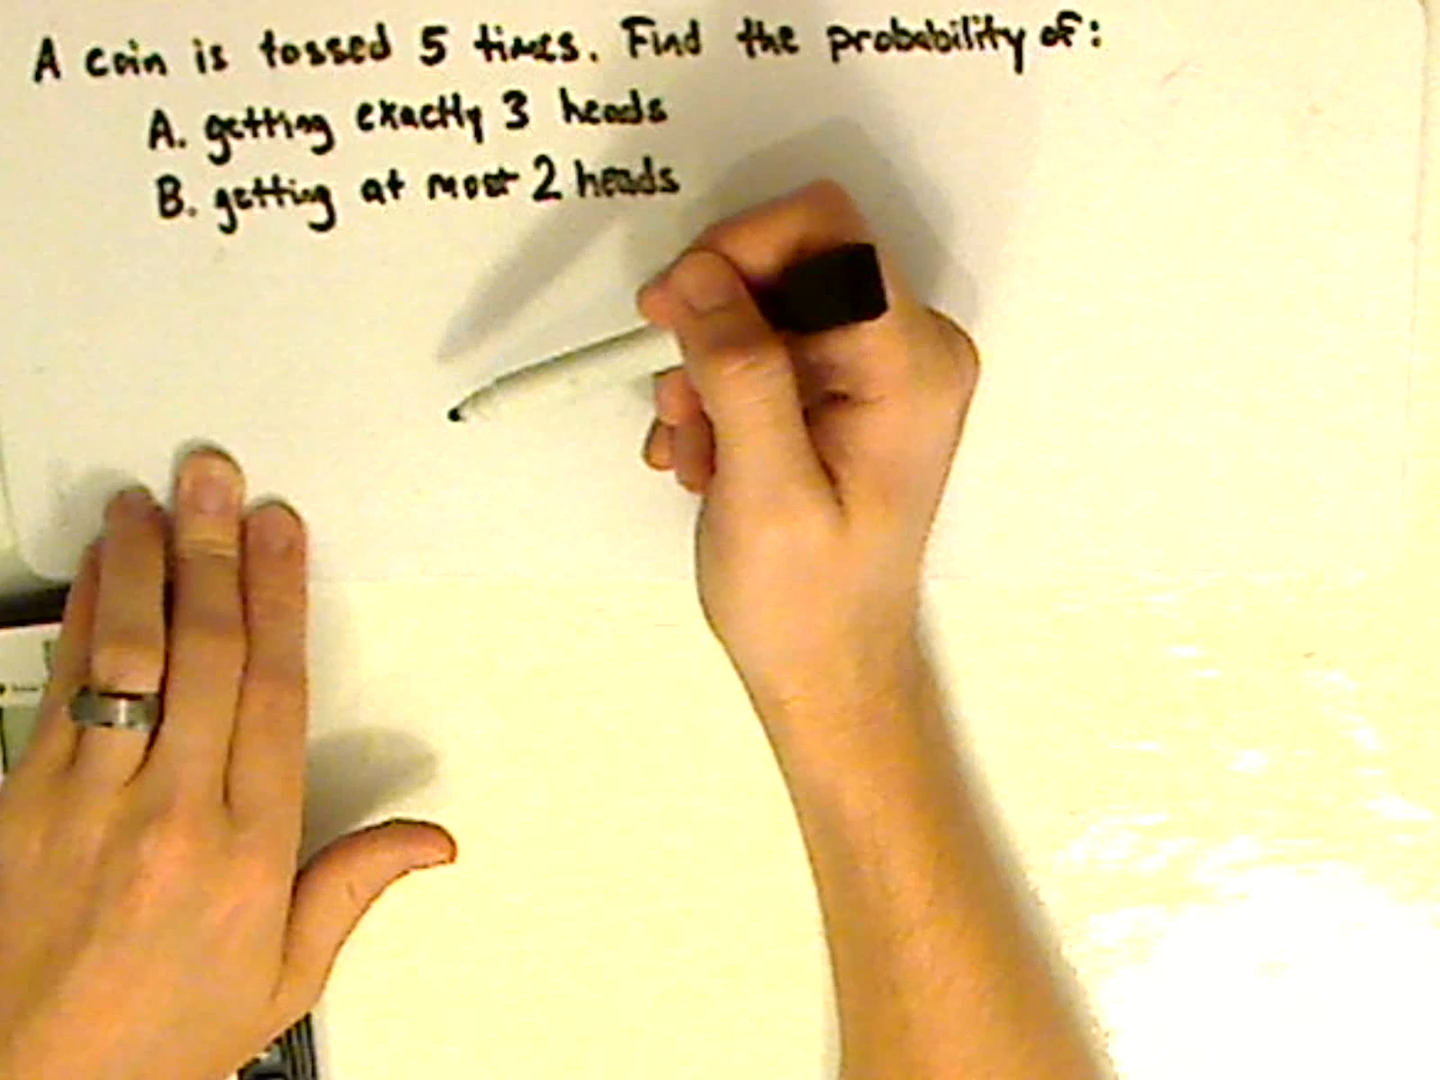 A coin is tossed 5 times. Find the probability of:
A. getting exactly 3 heads
B. getting at most 2 heads